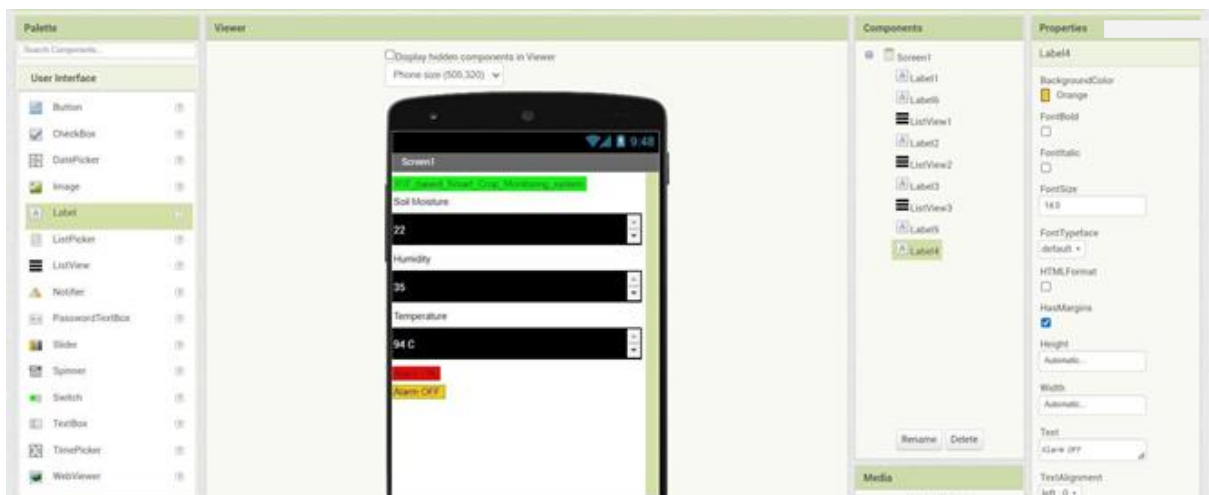 Palette
Search Components...
User Interface
Button
CheckBox
DatePicker
Image
Label
ListPicker
ListView
Notifier
PasswordTextBox
Slider
Spinner
Switch
TextBox
TimePicker
WebViewer
Viewer
Display hidden components in Viewer
Phone size (505,320)
9:48
Screen1
IOT_based_Smart_Crop_Monitoring_system
Soil Moisture
22
Humidity
35
Temperature
94 C
Alarm OFF
Components
Screen1
Label1
Label6
ListView1
Label2
ListView2
Label3
ListView3
Label5
Label4
Rename Delete
Media
Properties
Label4
BackgroundColor
Orange
FontBold
FontItalic
FontSize
14.0
FontTypeface
default
HTMLFormat
HasMargins
Height
Automatic...
Width
Automatic...
Text
Alarm OFF
TextAlignment
left : 0